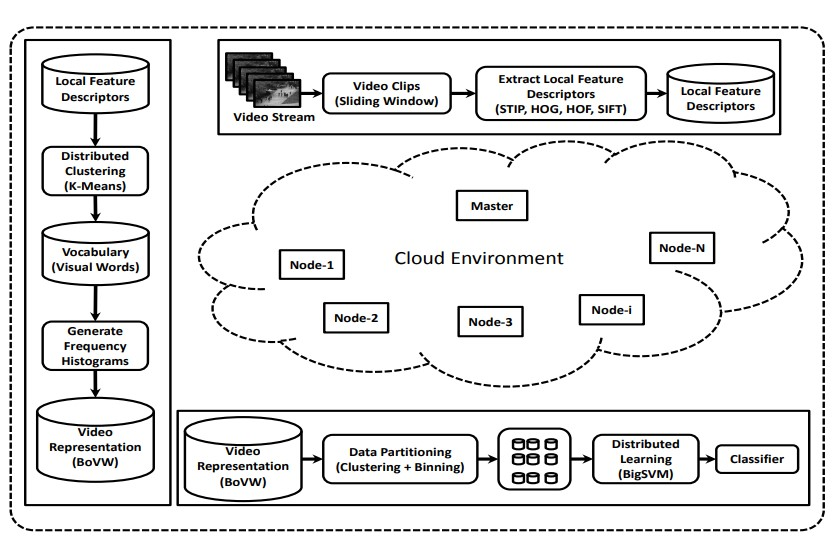 Local Feature
Descriptors
Distributed
Clustering
(K-Means)
Vocabulary
(Visual Words)
Generate
Frequency
Histograms
Video
Representation
(BoVW)
Video Stream
Video Clips
(Sliding Window)
Extract Local Feature
Descriptors
(STIP, HOG, HOF, SIFT)
Local Feature
Descriptors
Master
Cloud Environment
Node-1
Node-N
Node-2
Node-3
Node-i
Video
Representation
(BoVW)
Data Partitioning
(Clustering + Binning)
Distributed
Learning
(BigSVM)
Classifier